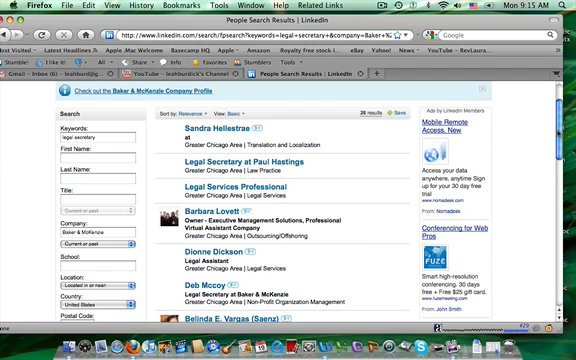 Firefox File Edit View History Bookmarks Tools Window Help
Mon 9:15 AM
People Search Results | LinkedIn
http://www.linkedin.com/search/fpsearch?keywords=legal+secretary+&company=Baker+%
Google
Most Visited Latest Headlines Apple .Mac Welcome Basecamp Gmail Wikipedia Amazon Royalty free stock i... eBay Yahoo! News YouTube - RevLaura...
StumbleUpon I like it! Send to Channels: All Favorites Stumblers Tools
Gmail - Inbox () - leahburd@g... YouTube - leahburdick's Channel People Search Results | LinkedIn
Check out the Baker & McKenzie Company Profile
Search
Keywords:
legal secretary
First Name:
Last Name:
Title:
Current or past
Company:
Baker & McKenzie
Current or past
School:
Location:
Located in or near:
Country:
United States
Postal Code:
Sort by: Relevance View: Basic 26 results Save
Sandra Hellestrae
at
Greater Chicago Area | Translation and Localization
Legal Secretary at Paul Hastings
Greater Chicago Area | Law Practice
Legal Services Professional
Greater Chicago Area | Legal Services
Barbara Lovett
Owner - Executive Management Solutions, Professional
Virtual Assistant Company
Greater Chicago Area | Outsourcing/Offshoring
Dionne Dickson
Legal Assistant
Greater Chicago Area | Legal Services
Deb Mccoy
Legal Secretary at Baker & McKenzie
Greater Chicago Area | Non-Profit Organization Management
Belinda E. Vargas (Saenz)
Ads by LinkedIn Members
Mobile Remote
Access, New
Access your data,
anytime Sign
up for your 30 day free
trial
www.nomadesk.com
From: Nomadesk
Conferencing for Web
Pros
FUZE
Smart high-resolution
conferencing. 30 days
free + Free $25 gift card.
www.fuzemeeting.com
From: John Smith
Done
#29